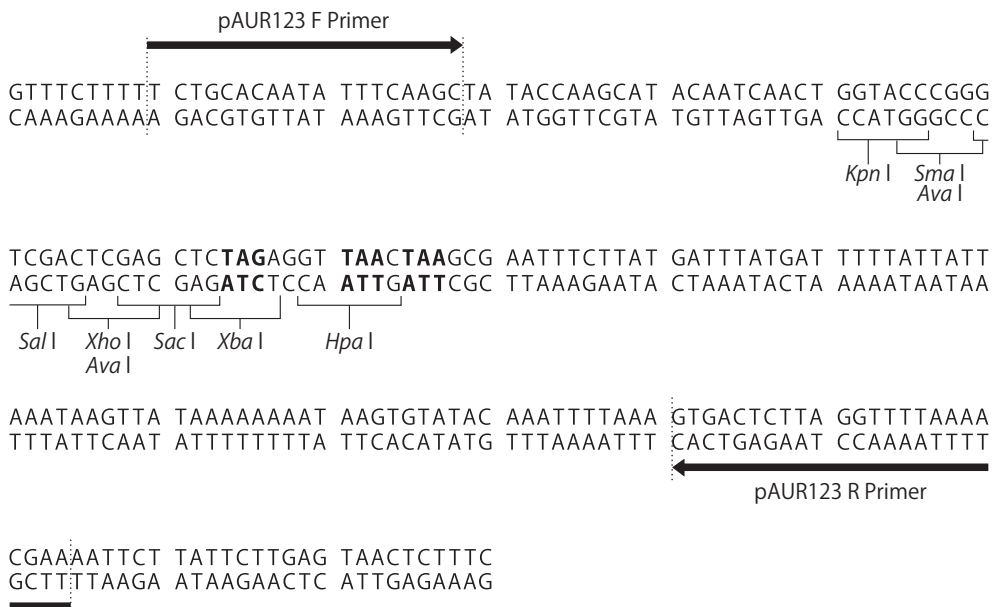 pAUR123 F Primer
GTTTCTTTTT CTGCACAATA TTTCAAGCTA TACCAAGCAT ACAATCAACT GGTACCCGGG
CAAAGAAAAA GACGTGTTAT AAAGTTCGAT ATGGTTCGTA TGTTAGTTGA CCATGGGCCC
Kpn I Sma I
Ava I
TCGACTCGAG CTCTAGAGGT TAACTAAGCG AATTTCTTAT GATTTATGAT TTTTATTATT
AGCTGAGCTC GAGATCTCCA ATTGATTCGC TTAAAGAATA CTAAATACTA AAAATAATAA
Sal I Xho I Sac I Xba I Hpa I
Ava I
AAATAAGTTA TAAAAAAAAT AAGTGTATAC AAATTTTAAA GTGACTCTTA GGTTTTAAAA
TTTATTCAAT ATTTTTTTTA TTCACATATG TTTAAAATTT CACTGAGAAT CCAAAATTTT
pAUR123 R Primer
CGAAAATTCT TATTCTTGAG TAACTCTTTC
GCTTTTAAGA ATAAGAACTC ATTGAGAAAG